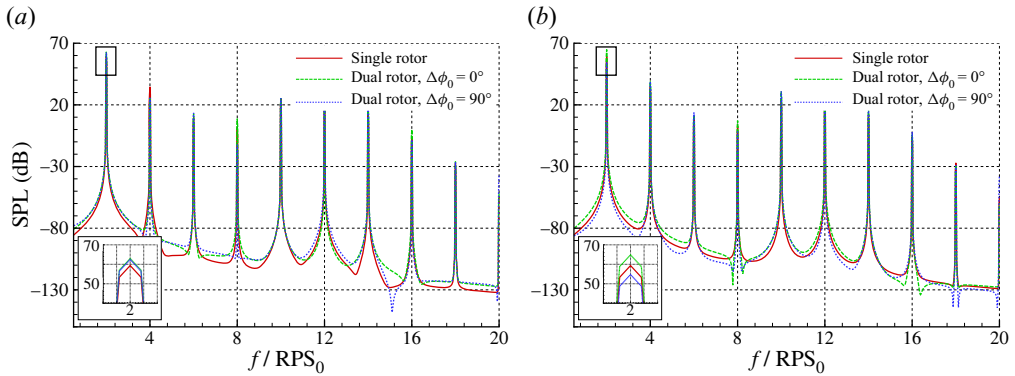 (a)
(b)
70
20
−30
−80
−130
SPL (dB)
Single rotor
Dual rotor, Δϕ₀ = 0°
Dual rotor, Δϕ₀ = 90°
70
50
2
4
8
12
16
20
f / RPS₀
70
20
−30
−80
−130
Single rotor
Dual rotor, Δϕ₀ = 0°
Dual rotor, Δϕ₀ = 90°
70
50
2
4
8
12
16
20
f / RPS₀